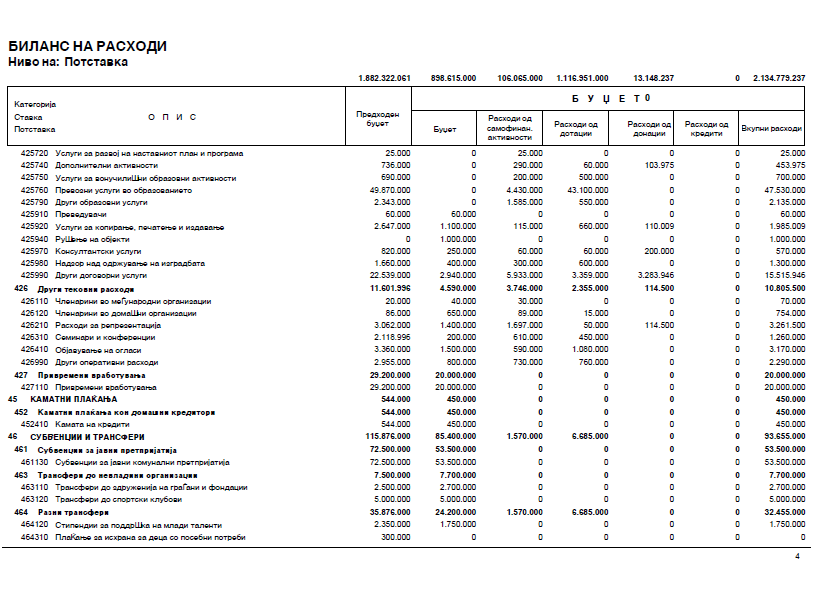 БИЛАНС НА РАСХОДИ
Ниво на: Потставка
1.882.322.061 898.615.000 106.065.000 1.116.951.000 13.148.237 0 2.134.779.237
Категорија
Ставка
Потставка
О П И С
Предходен буџет
Б У Џ Е Т 0
Буџет
Расходи од самофинан. активности
Расходи од дотации
Расходи од донации
Расходи од кредити
Вкупни расходи
425720 Услуги за развој на наставниот план и програма 25.000 0 25.000 0 0 0 25.000
425740 Дополнителни активности 736.000 0 290.000 60.000 103.975 0 453.975
425750 Услуги за вонучилиШни образовни активности 690.000 0 200.000 500.000 0 0 700.000
425760 Превозни услуги во образованието 49.870.000 0 4.430.000 43.100.000 0 0 47.530.000
425790 Други образовни услуги 2.343.000 0 1.585.000 550.000 0 0 2.135.000
425910 Преведувачи 60.000 60.000 0 0 0 0 60.000
425920 Услуги за копирање, печатење и издавање 2.647.000 1.100.000 115.000 660.000 110.009 0 1.985.009
425940 РуШење на објекти 0 1.000.000 0 0 0 0 1.000.000
425970 Консултантски услуги 820.000 250.000 60.000 60.000 200.000 0 570.000
425980 Надзор над одржување на изградбата 1.660.000 400.000 300.000 600.000 0 0 1.300.000
425990 Други договорни услуги 22.539.000 2.940.000 5.933.000 3.359.000 3.283.946 0 15.515.946
426 Други тековни расходи 11.601.996 4.590.000 3.746.000 2.355.000 114.500 0 10.805.500
426110 Членарини во меѓународни организации 20.000 40.000 30.000 0 0 0 70.000
426120 Членарини во домаШни организации 86.000 650.000 89.000 15.000 0 0 754.000
426210 Расходи за репрезентација 3.062.000 1.400.000 1.697.000 50.000 114.500 0 3.261.500
426310 Семинари и конференции 2.118.996 200.000 610.000 450.000 0 0 1.260.000
426410 Објавување на огласи 3.360.000 1.500.000 590.000 1.080.000 0 0 3.170.000
426990 Други оперативни расходи 2.955.000 800.000 730.000 760.000 0 0 2.290.000
427 Привремени вработувања 29.200.000 20.000.000 0 0 0 0 20.000.000
427110 Привремени вработувања 29.200.000 20.000.000 0 0 0 0 20.000.000
45 КАМАТНИ ПЛАЌАЊА 544.000 450.000 0 0 0 0 450.000
452 Каматни плаќања кон домашни кредитори 544.000 450.000 0 0 0 0 450.000
452410 Камата на кредити 544.000 450.000 0 0 0 0 450.000
46 СУБВЕНЦИИ И ТРАНСФЕРИ 115.876.000 85.400.000 1.570.000 6.685.000 0 0 93.655.000
461 Субвенции за јавни претпријатија 72.500.000 53.500.000 0 0 0 0 53.500.000
461130 Субвенции за јавни комунални претпријатија 72.500.000 53.500.000 0 0 0 0 53.500.000
463 Трансфери до невладини организации 7.500.000 7.700.000 0 0 0 0 7.700.000
463110 Трансфери до здруженија на граЃани и фондации 2.500.000 2.700.000 0 0 0 0 2.700.000
463120 Трансфери до спортски клубови 5.000.000 5.000.000 0 0 0 0 5.000.000
464 Разни трансфери 35.876.000 24.200.000 1.570.000 6.685.000 0 0 32.455.000
464120 Стипендии за поддрШка на млади таленти 2.350.000 1.750.000 0 0 0 0 1.750.000
464310 ПлаЌање за исхрана за деца со посебни потреби 300.000 0 0 0 0 0 0
4